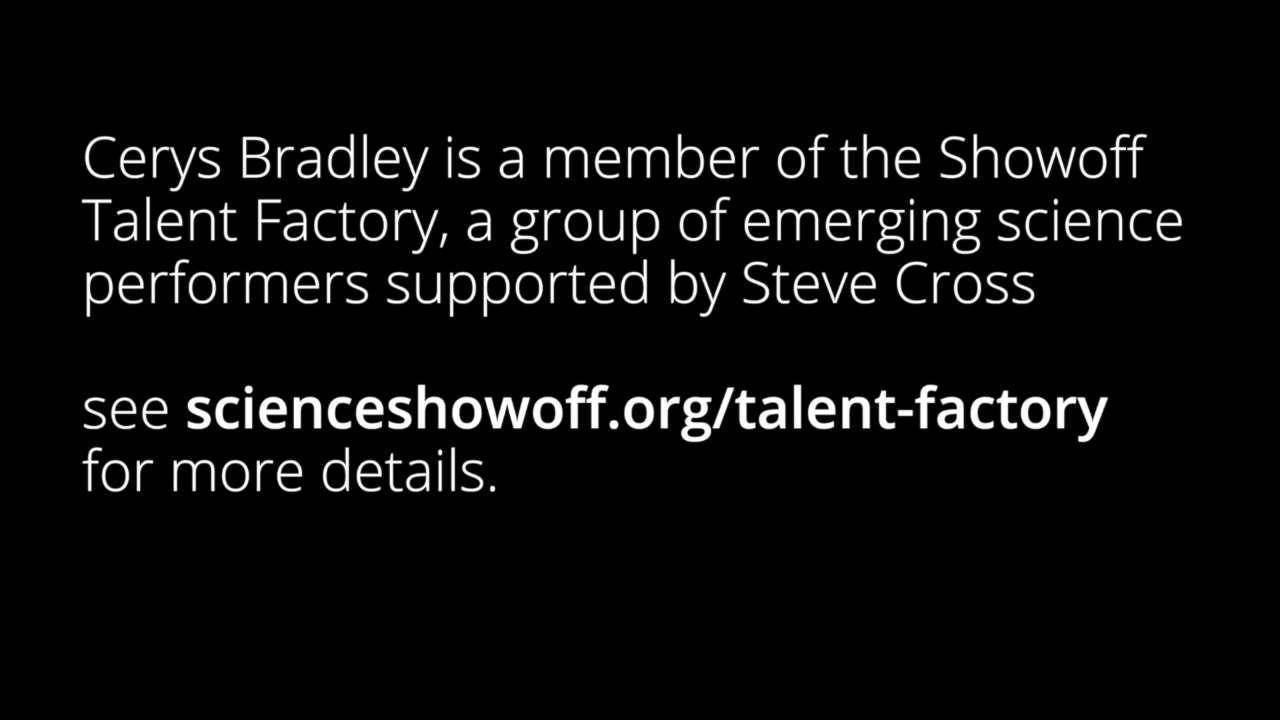 Cerys Bradley is a member of the Showoff
Talent Factory, a group of emerging science
performers supported by Steve Cross
see scienceshowoff.org/talent-factory
for more details.